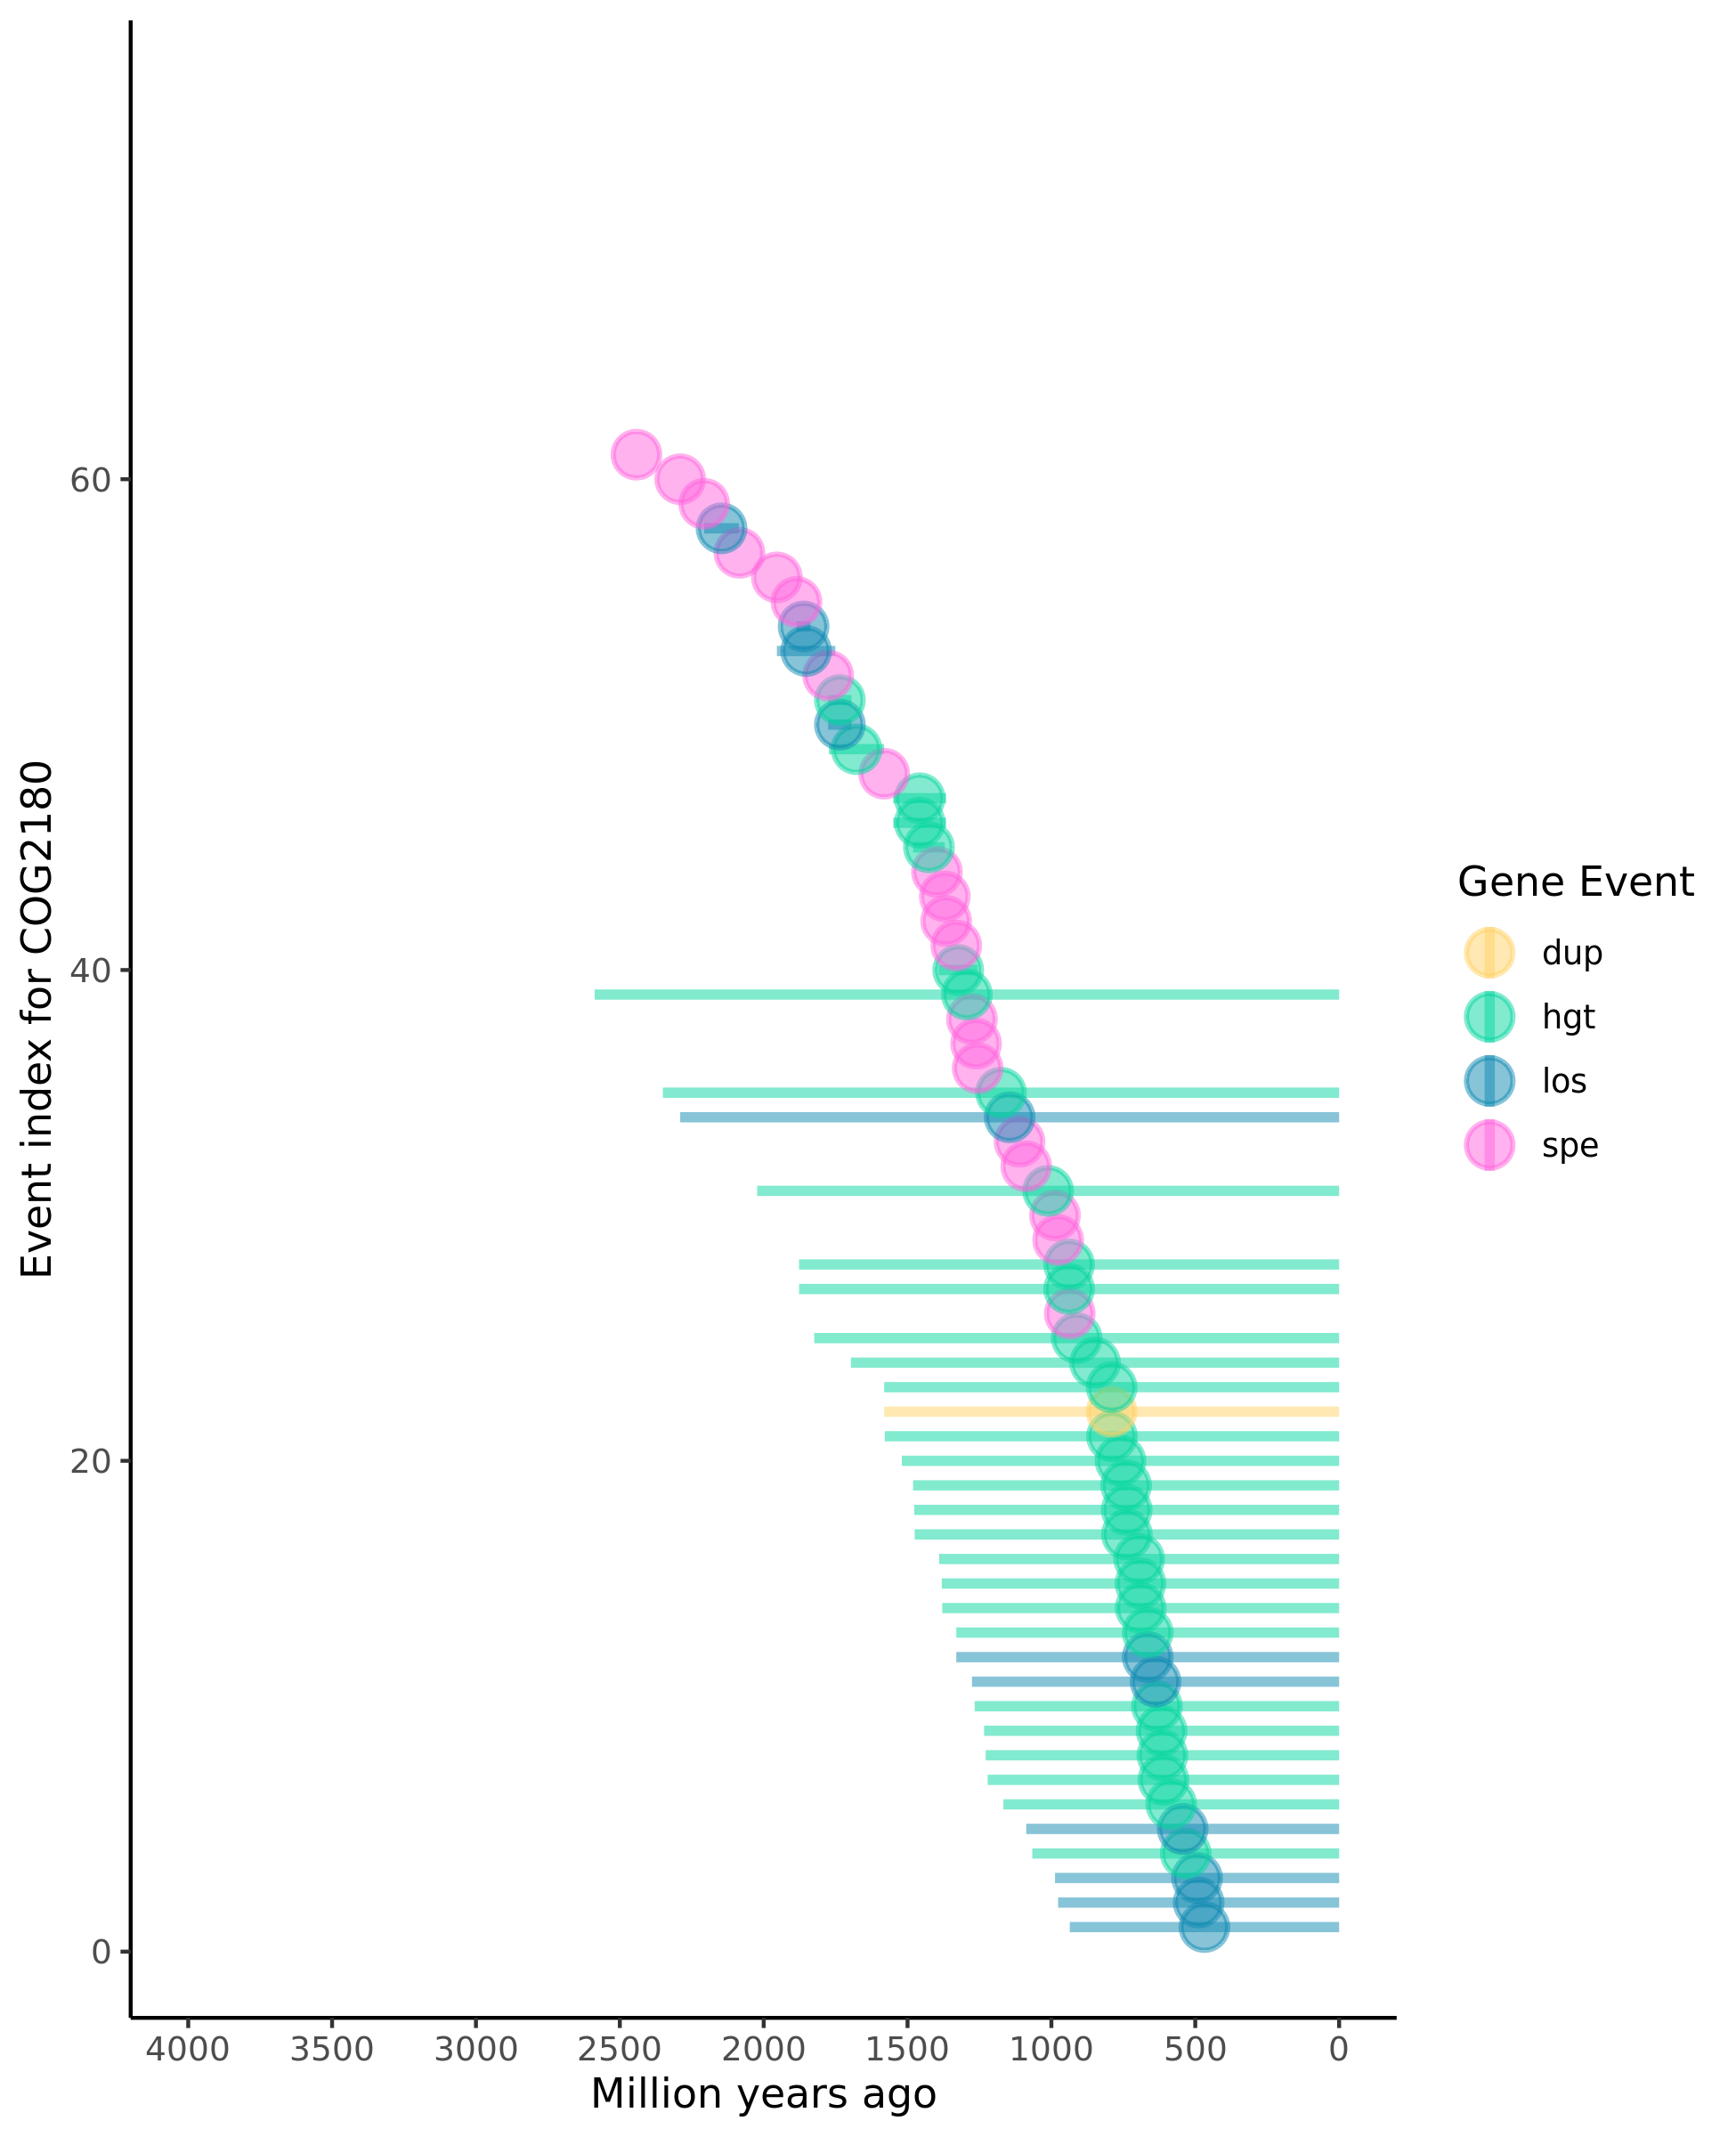 Event index for COG2180
60
40
20
0
4000 3500 3000 2500 2000 1500 1000 500 0
Million years ago
Gene Event
dup
hgt
los
spe